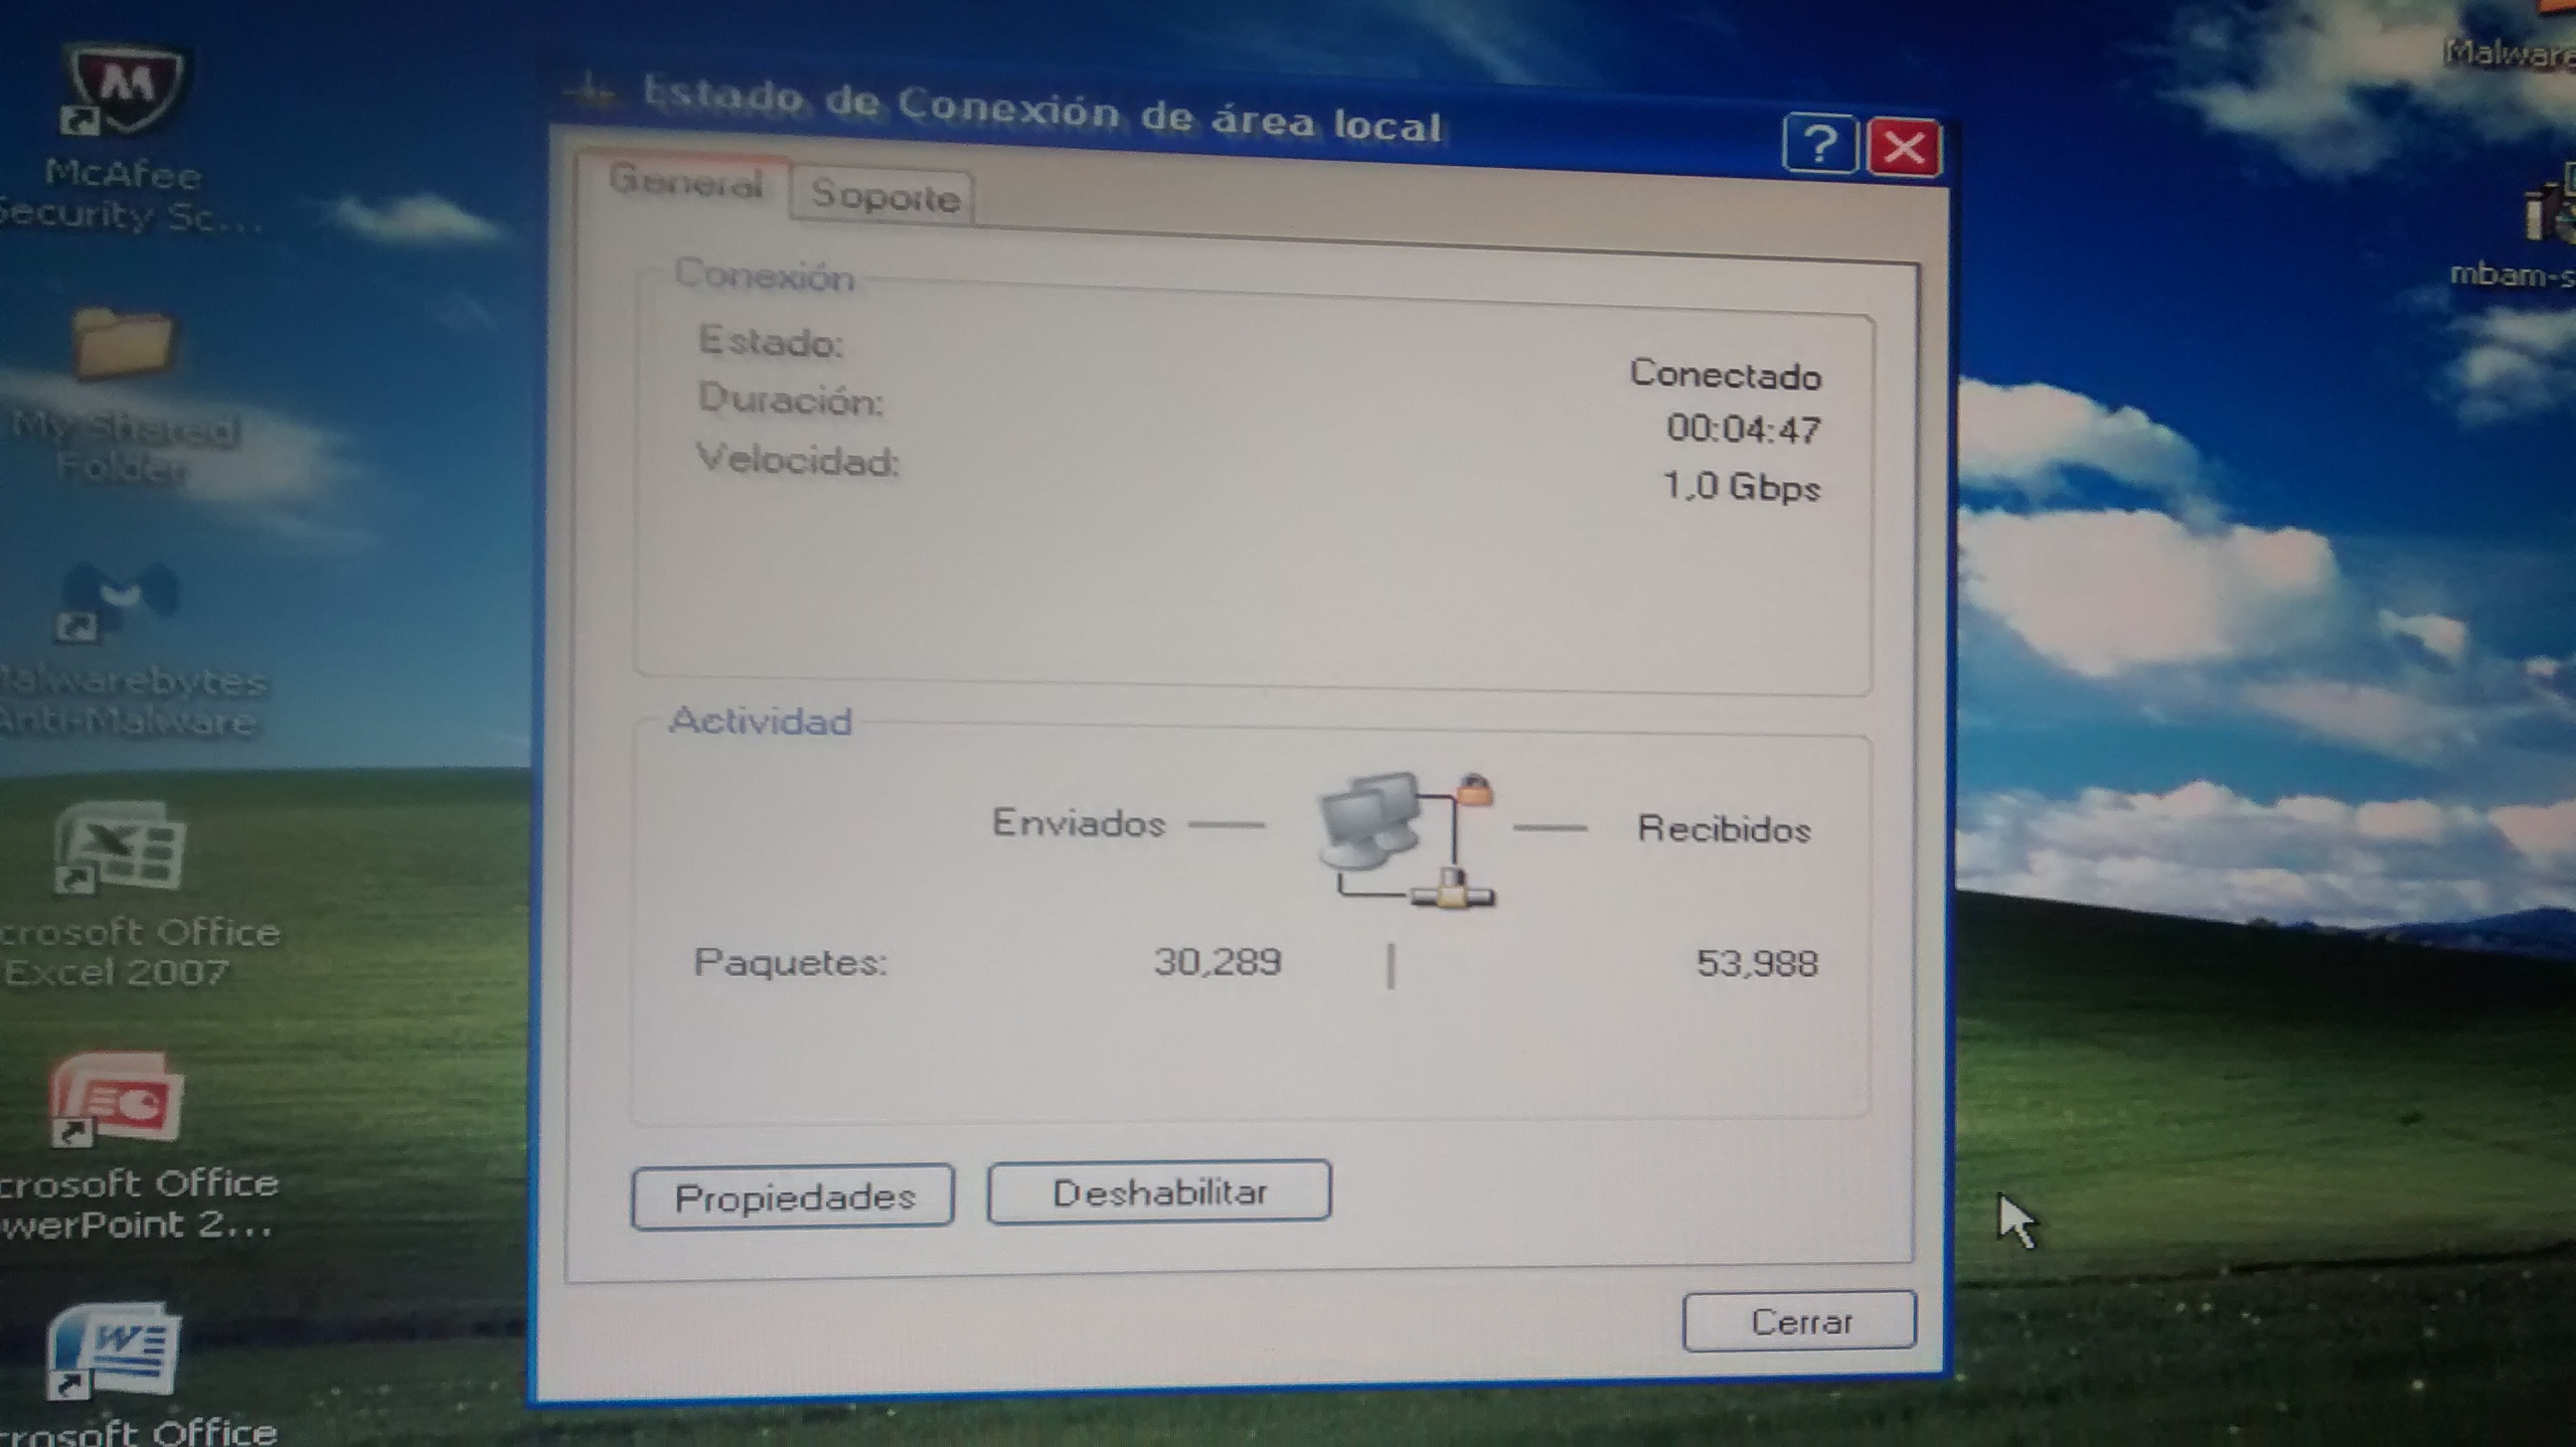 McAfee
Security Sc...
My Shared
Folder
Malwarebytes
Anti-Malware
crosoft Office
Excel 2007
crosoft Office
werPoint 2...
W
crosoft Office
Estado de Conexión de área local
?
General
Soporte
Conexión
Estado:
Conectado
Duración:
00:04:47
Velocidad:
1,0 Gbps
Actividad
Enviados
Recibidos
Paquetes:
30,289
53,988
Propiedades
Deshabilitar
Cerrar
Malware
mbam-s